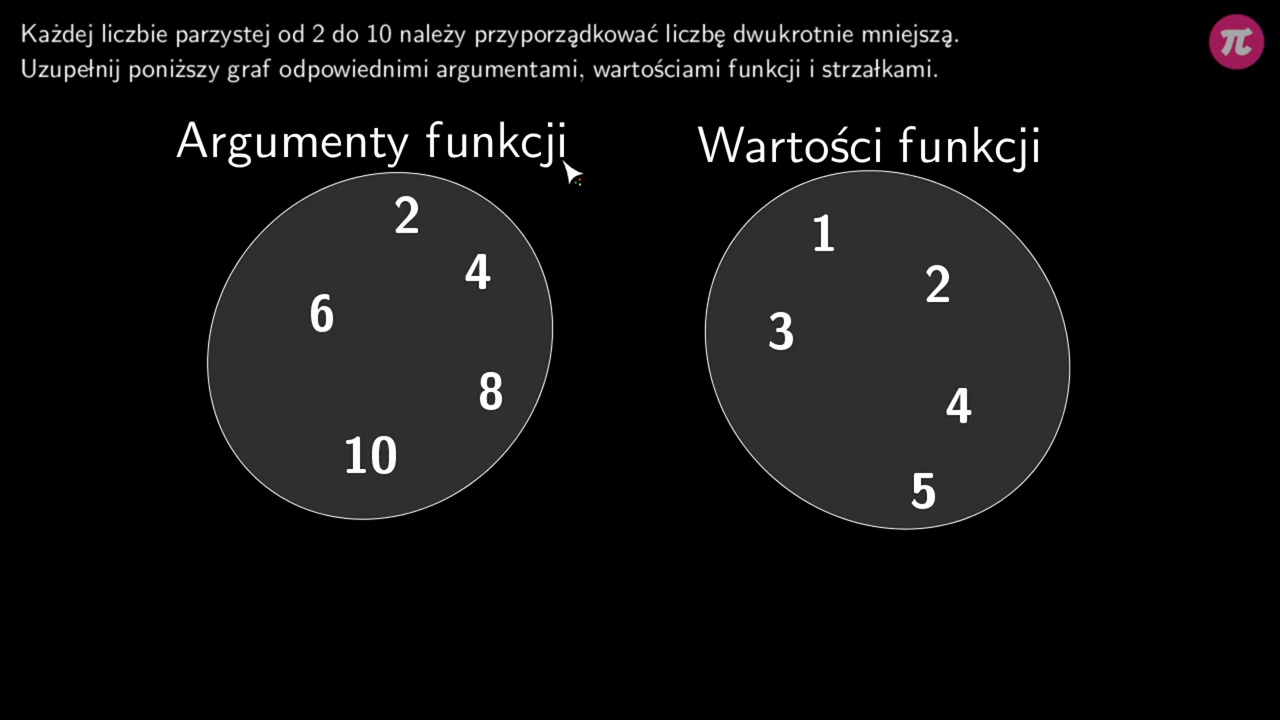 Każdej liczbie parzystej od 2 do 10 należy przyporządkować liczbę dwukrotnie mniejszą.
Uzupełnij poniższy graf odpowiednimi argumentami, wartościami funkcji i strzałkami.
π
Argumenty funkcji
Wartości funkcji
2
4
6
8
10
1
2
3
4
5